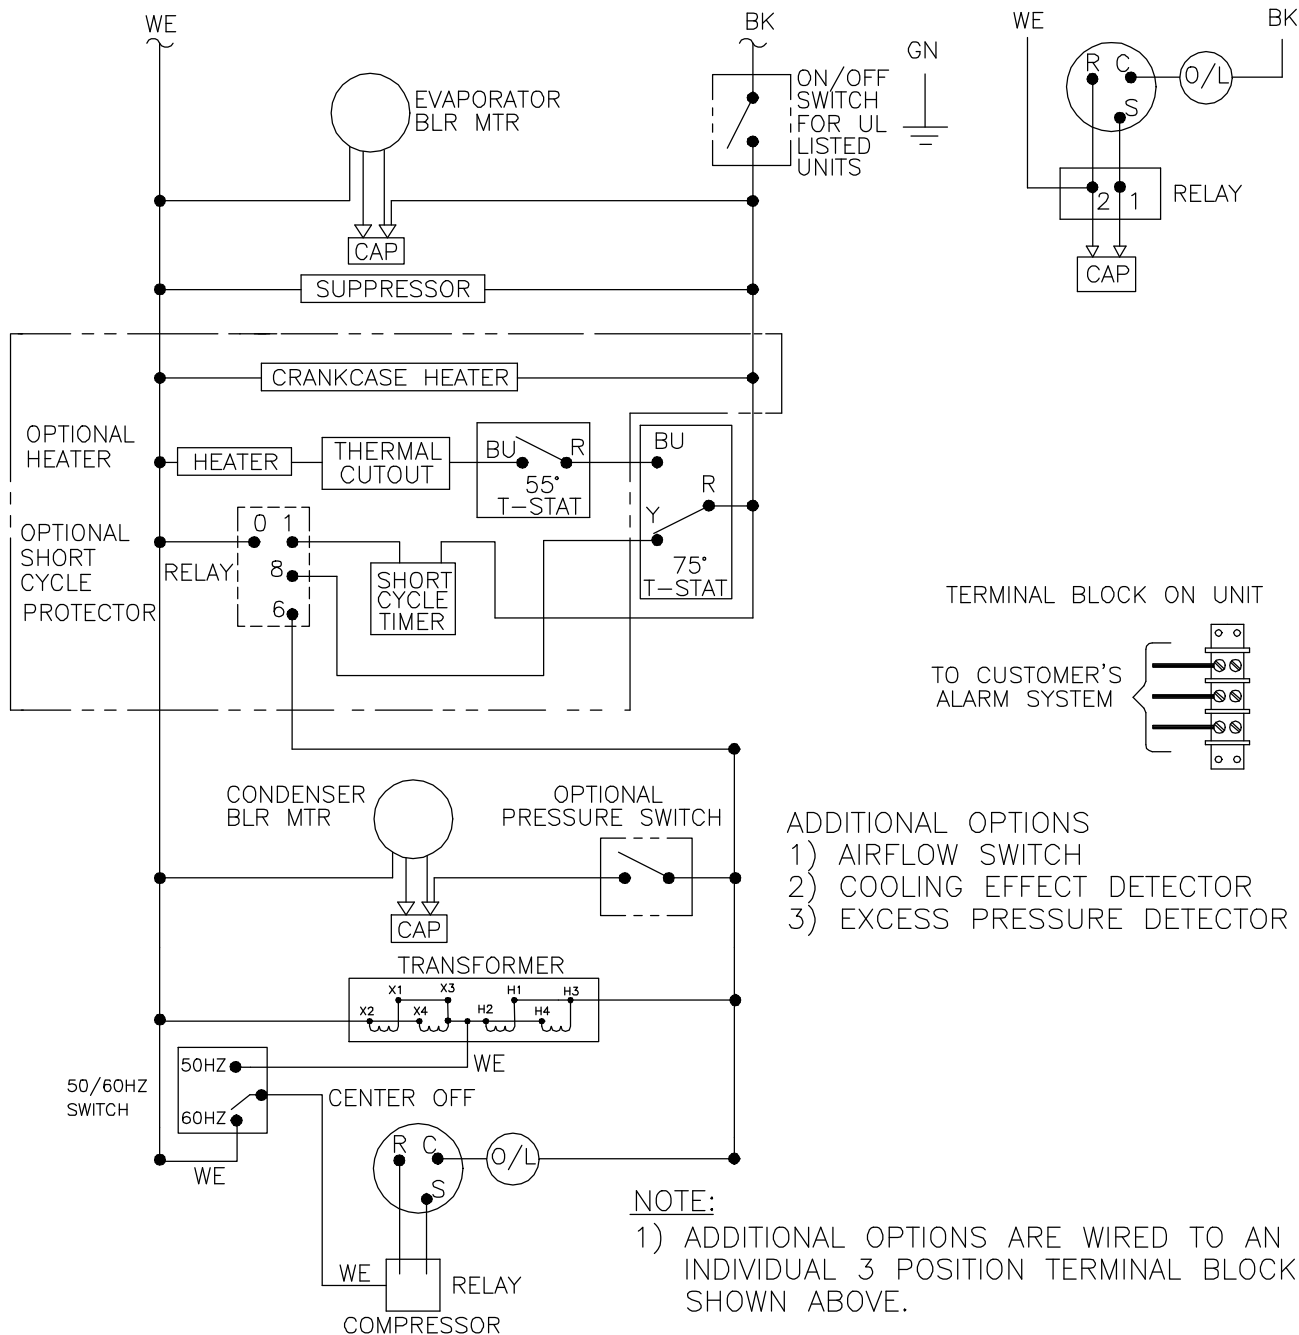 WE
BK
GN
EVAPORATOR
BLR MTR
CAP
ON/OFF
SWITCH
FOR UL
LISTED
UNITS
WE
BK
R C
S
O/L
2 1
RELAY
CAP
SUPPRESSOR
CRANKCASE HEATER
OPTIONAL
HEATER
HEATER
THERMAL
CUTOUT
BU R
55°
T-STAT
BU
R
Y
75°
T-STAT
OPTIONAL
SHORT
CYCLE
PROTECTOR
RELAY
0 1
8
6
SHORT
CYCLE
TIMER
TERMINAL BLOCK ON UNIT
TO CUSTOMER'S
ALARM SYSTEM
CONDENSER
BLR MTR
CAP
OPTIONAL
PRESSURE SWITCH
ADDITIONAL OPTIONS
1) AIRFLOW SWITCH
2) COOLING EFFECT DETECTOR
3) EXCESS PRESSURE DETECTOR
TRANSFORMER
X1 X3 H1 H3
X2 X4 H2 H4
WE
50/60HZ
SWITCH
50HZ
60HZ
CENTER OFF
WE
R C
S
O/L
WE
RELAY
COMPRESSOR
NOTE:
1) ADDITIONAL OPTIONS ARE WIRED TO AN
INDIVIDUAL 3 POSITION TERMINAL BLOCK
SHOWN ABOVE.